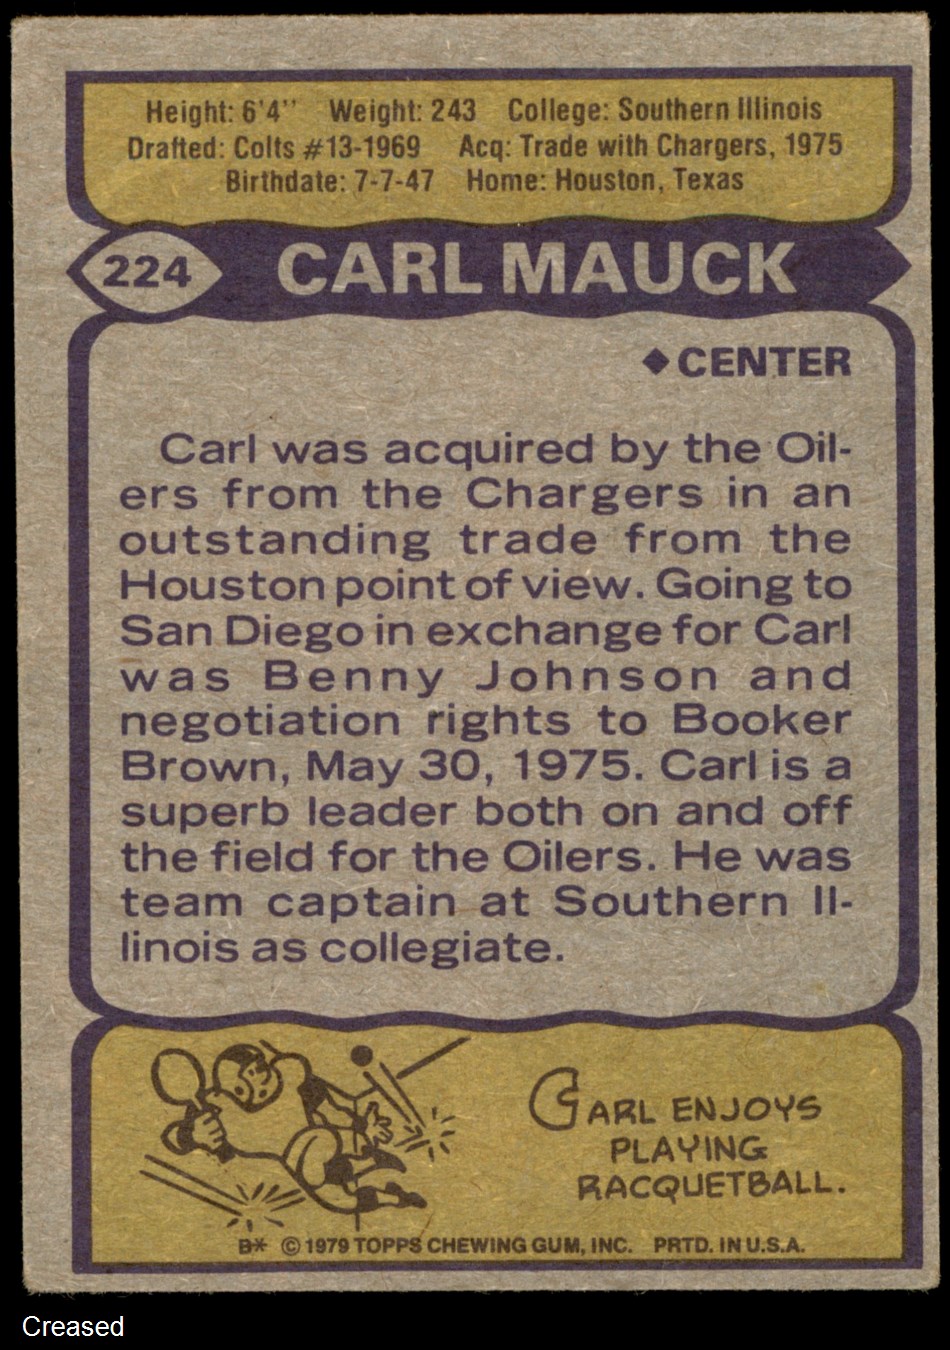 Height: 6'4'' Weight: 243 College: Southern Illinois
Drafted: Colts #13-1969 Acq: Trade with Chargers, 1975
Birthdate: 7-7-47 Home: Houston, Texas
224 CARL MAUCK
◆CENTER
Carl was acquired by the Oil-
ers from the Chargers in an
outstanding trade from the
Houston point of view. Going to
San Diego in exchange for Carl
was Benny Johnson and
negotiation rights to Booker
Brown, May 30, 1975. Carl is a
superb leader both on and off
the field for the Oilers. He was
team captain at Southern Il-
linois as collegiate.
CARL ENJOYS
PLAYING
RACQUETBALL.
B* © 1979 TOPPS CHEWING GUM, INC. PRTD. IN U.S.A.
Creased